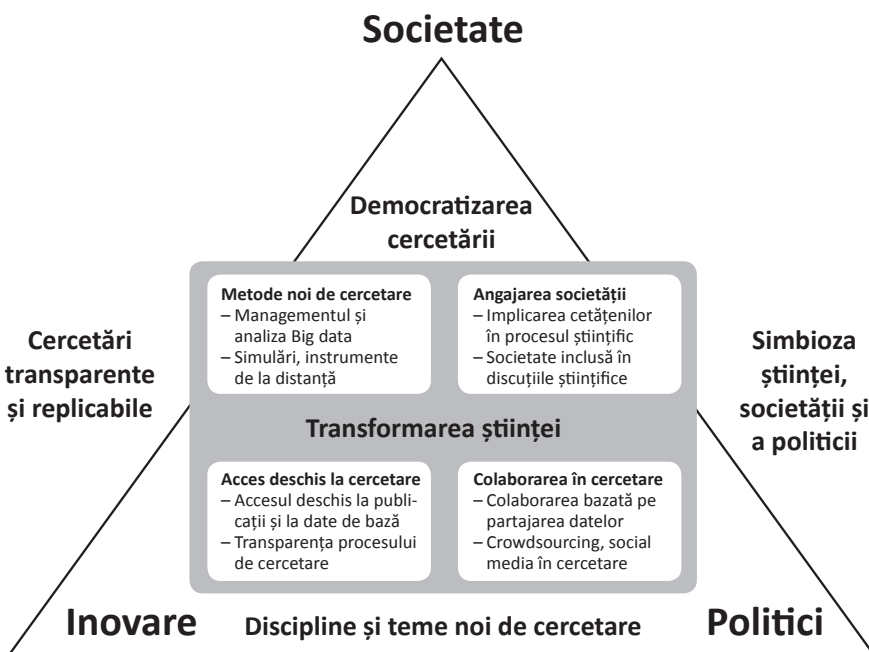 Societate
Democratizarea
cercetării
Metode noi de cercetare
– Managementul și
analiza Big data
– Simulări, instrumente
de la distanță
Angajarea societății
– Implicarea cetățenilor
în procesul științific
– Societate inclusă în
discuțiile științifice
Cercetări
transparente
și replicabile
Simbioza
științei,
societății și
a politicii
Transformarea științei
Acces deschis la cercetare
– Accesul deschis la publi-
cații și la date de bază
– Transparența procesului
de cercetare
Colaborarea în cercetare
– Colaborarea bazată pe
partajarea datelor
– Crowdsourcing, social
media în cercetare
Inovare
Discipline și teme noi de cercetare
Politici